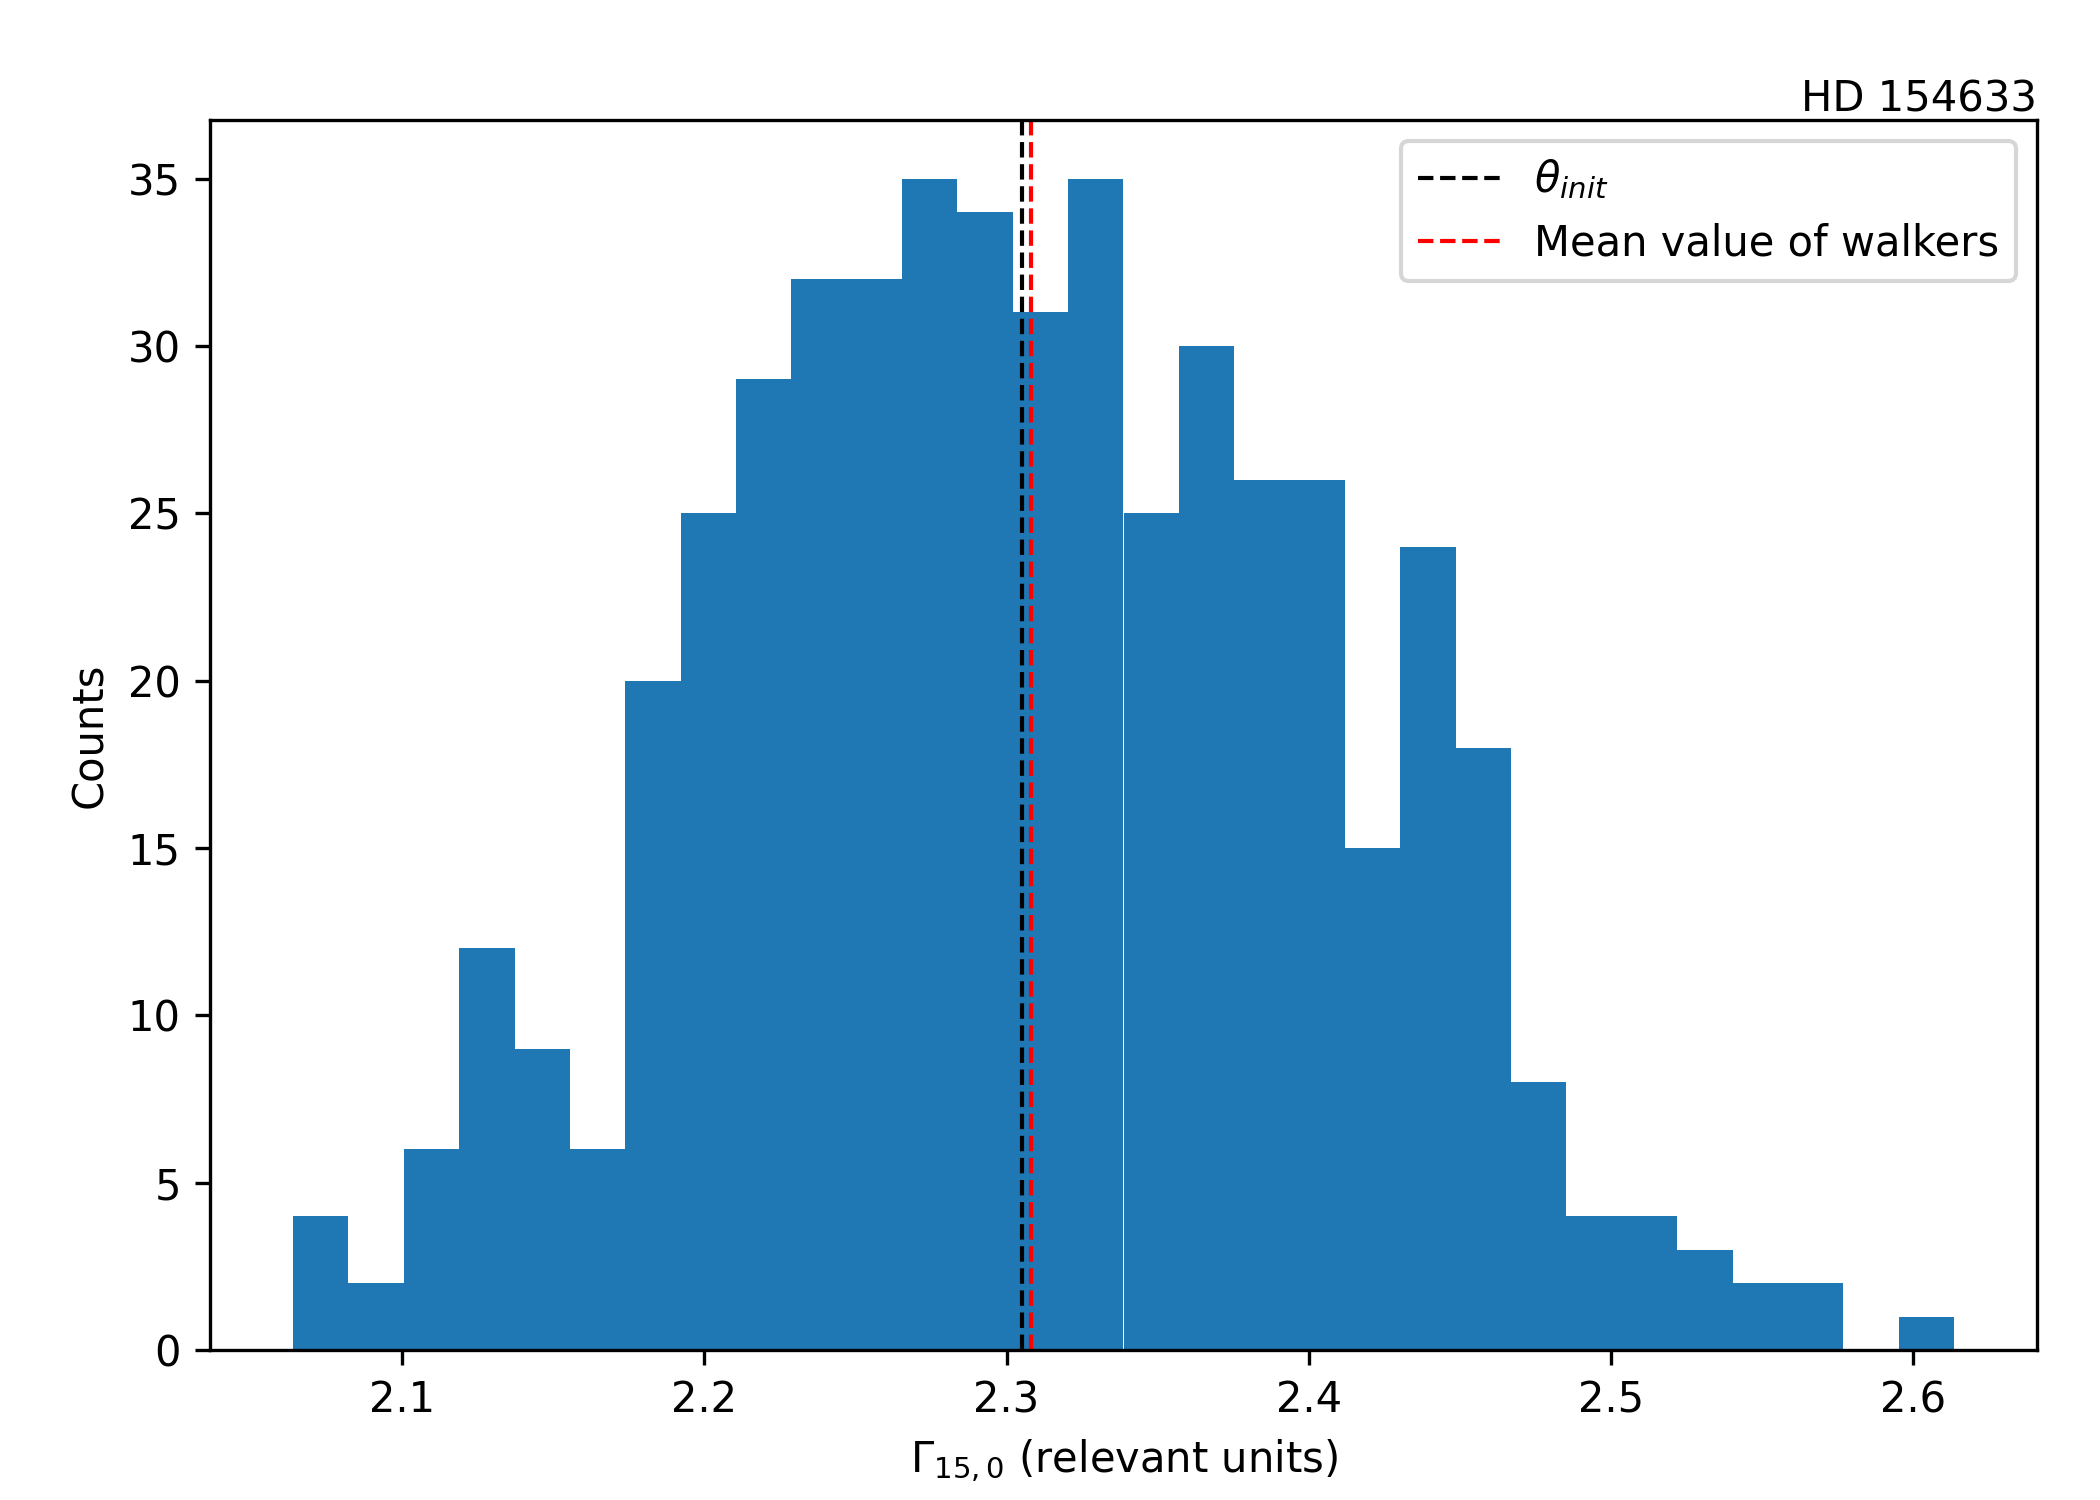 HD 154633
θinit
Mean value of walkers
35
30
25
20
15
10
5
0
Counts
2.1 2.2 2.3 2.4 2.5 2.6
Γ15, 0 (relevant units)